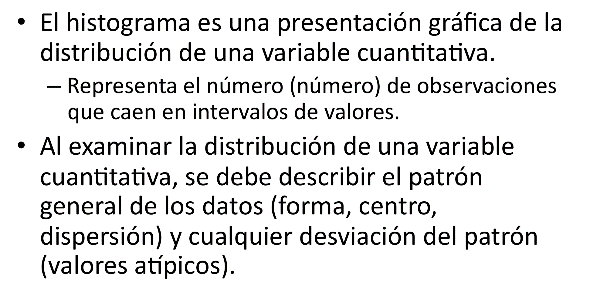 • El histograma es una presentación gráfica de la
distribución de una variable cuantitativa.
– Representa el número (número) de observaciones
que caen en intervalos de valores.
• Al examinar la distribución de una variable
cuantitativa, se debe describir el patrón
general de los datos (forma, centro,
dispersión) y cualquier desviación del patrón
(valores atípicos).